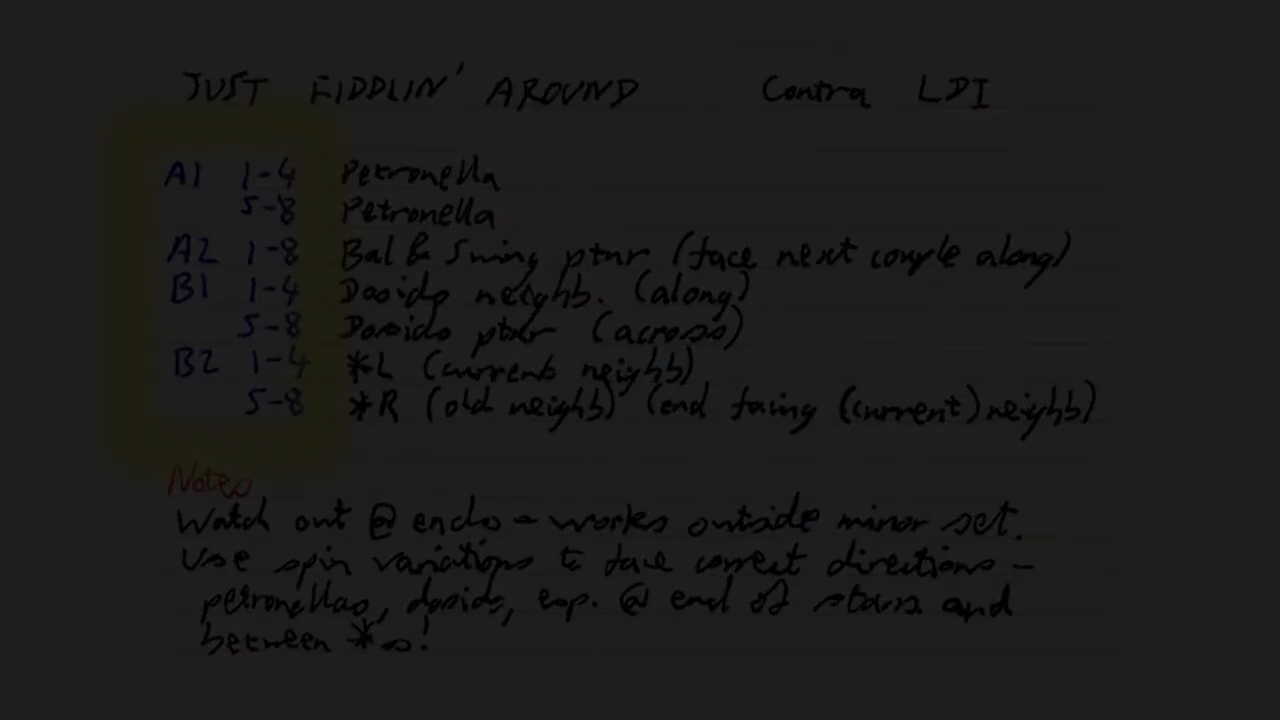 JUST FIDDLIN' AROUND Contra LDI
A1 1-4 Petronella
5-8 Petronella
A2 1-8 Bal & Swing ptnr (face next couple along)
B1 1-4 Dosido neighb. (along)
5-8 Dosido ptnr (across)
B2 1-4 *L (current neighb)
5-8 *R (old neighb) (end facing (current) neighb)
Notes
Watch out @ ends - works outside minor set.
Use spin variations to face correct directions -
petronellas, dosido, esp. @ end of stars and
between *s!